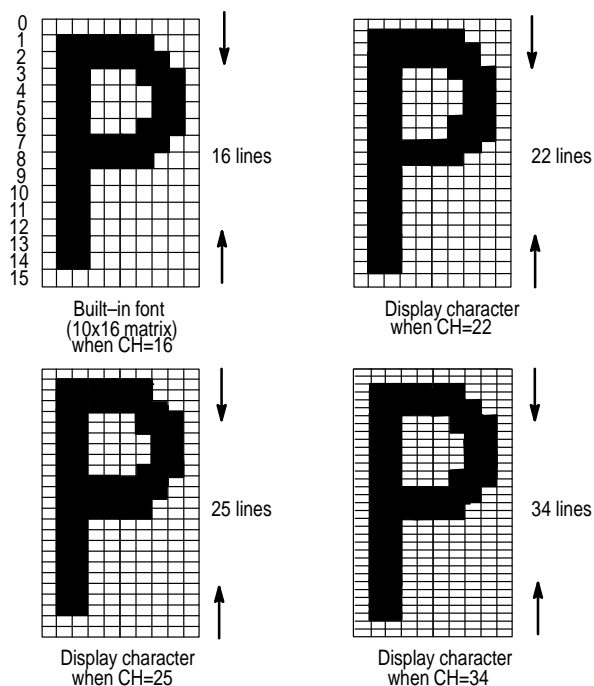 0
1
2
3
4
5
6
7
8
9
10
11
12
13
14
15
16 lines
Built–in font
(10x16 matrix)
when CH=16
22 lines
Display character
when CH=22
25 lines
Display character
when CH=25
34 lines
Display character
when CH=34